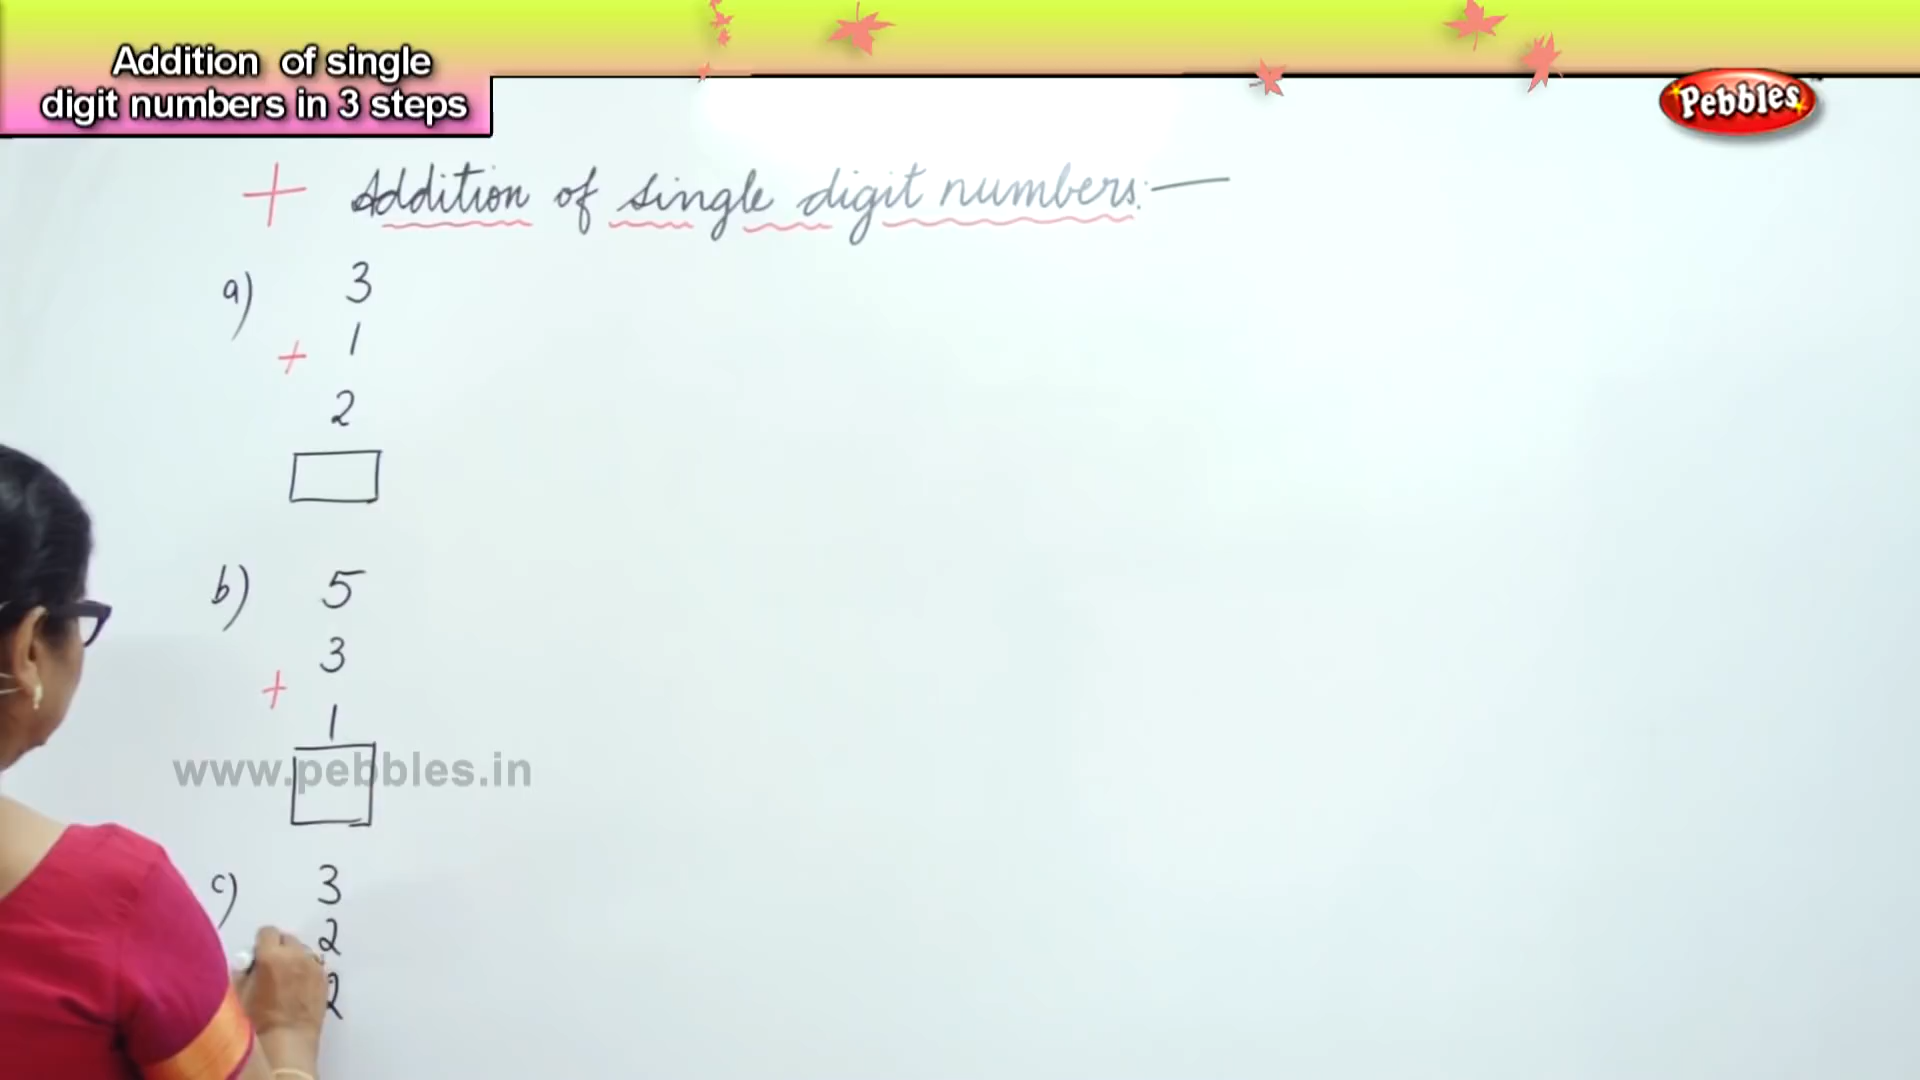 Addition of single
digit numbers in 3 steps
Pebbles
+ Addition of single digit numbers:—
a) 3
1
+
2
b) 5
3
+
1
www.pebbles.in
c) 3
2
2